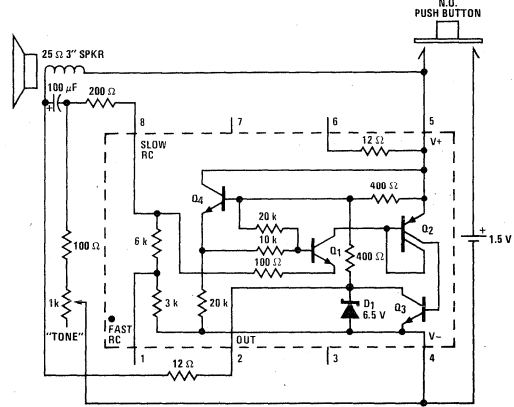 N.O.
PUSH BUTTON
25 Ω 3" SPKR
100 µF
+
200 Ω
8
7
6
5
SLOW
RC
12 Ω
V+
400 Ω
Q4
Q2
20 k
10 k
Q1
6 k
100 Ω
400 Ω
+
1.5 V
100 Ω
1k
3 k
20 k
D1
6.5 V
Q3
"TONE"
FAST
RC
OUT
V−
1
2
3
4
12 Ω